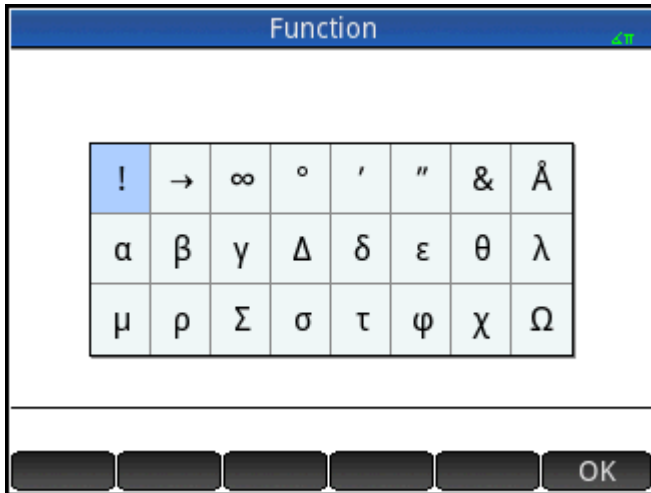 Function
∡π
! → ∞ ° ′ ″ & Å
α β γ Δ δ ε θ λ
μ ρ Σ σ τ φ χ Ω
OK